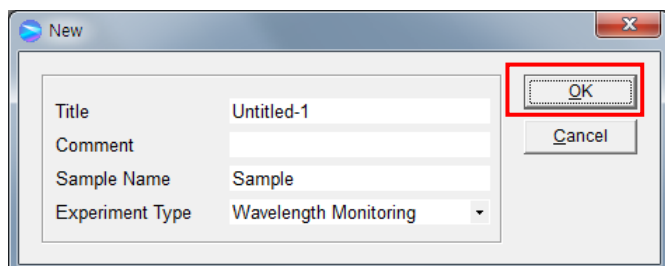 New
x
Title Untitled-1
OK
Comment
Cancel
Sample Name Sample
Experiment Type Wavelength Monitoring